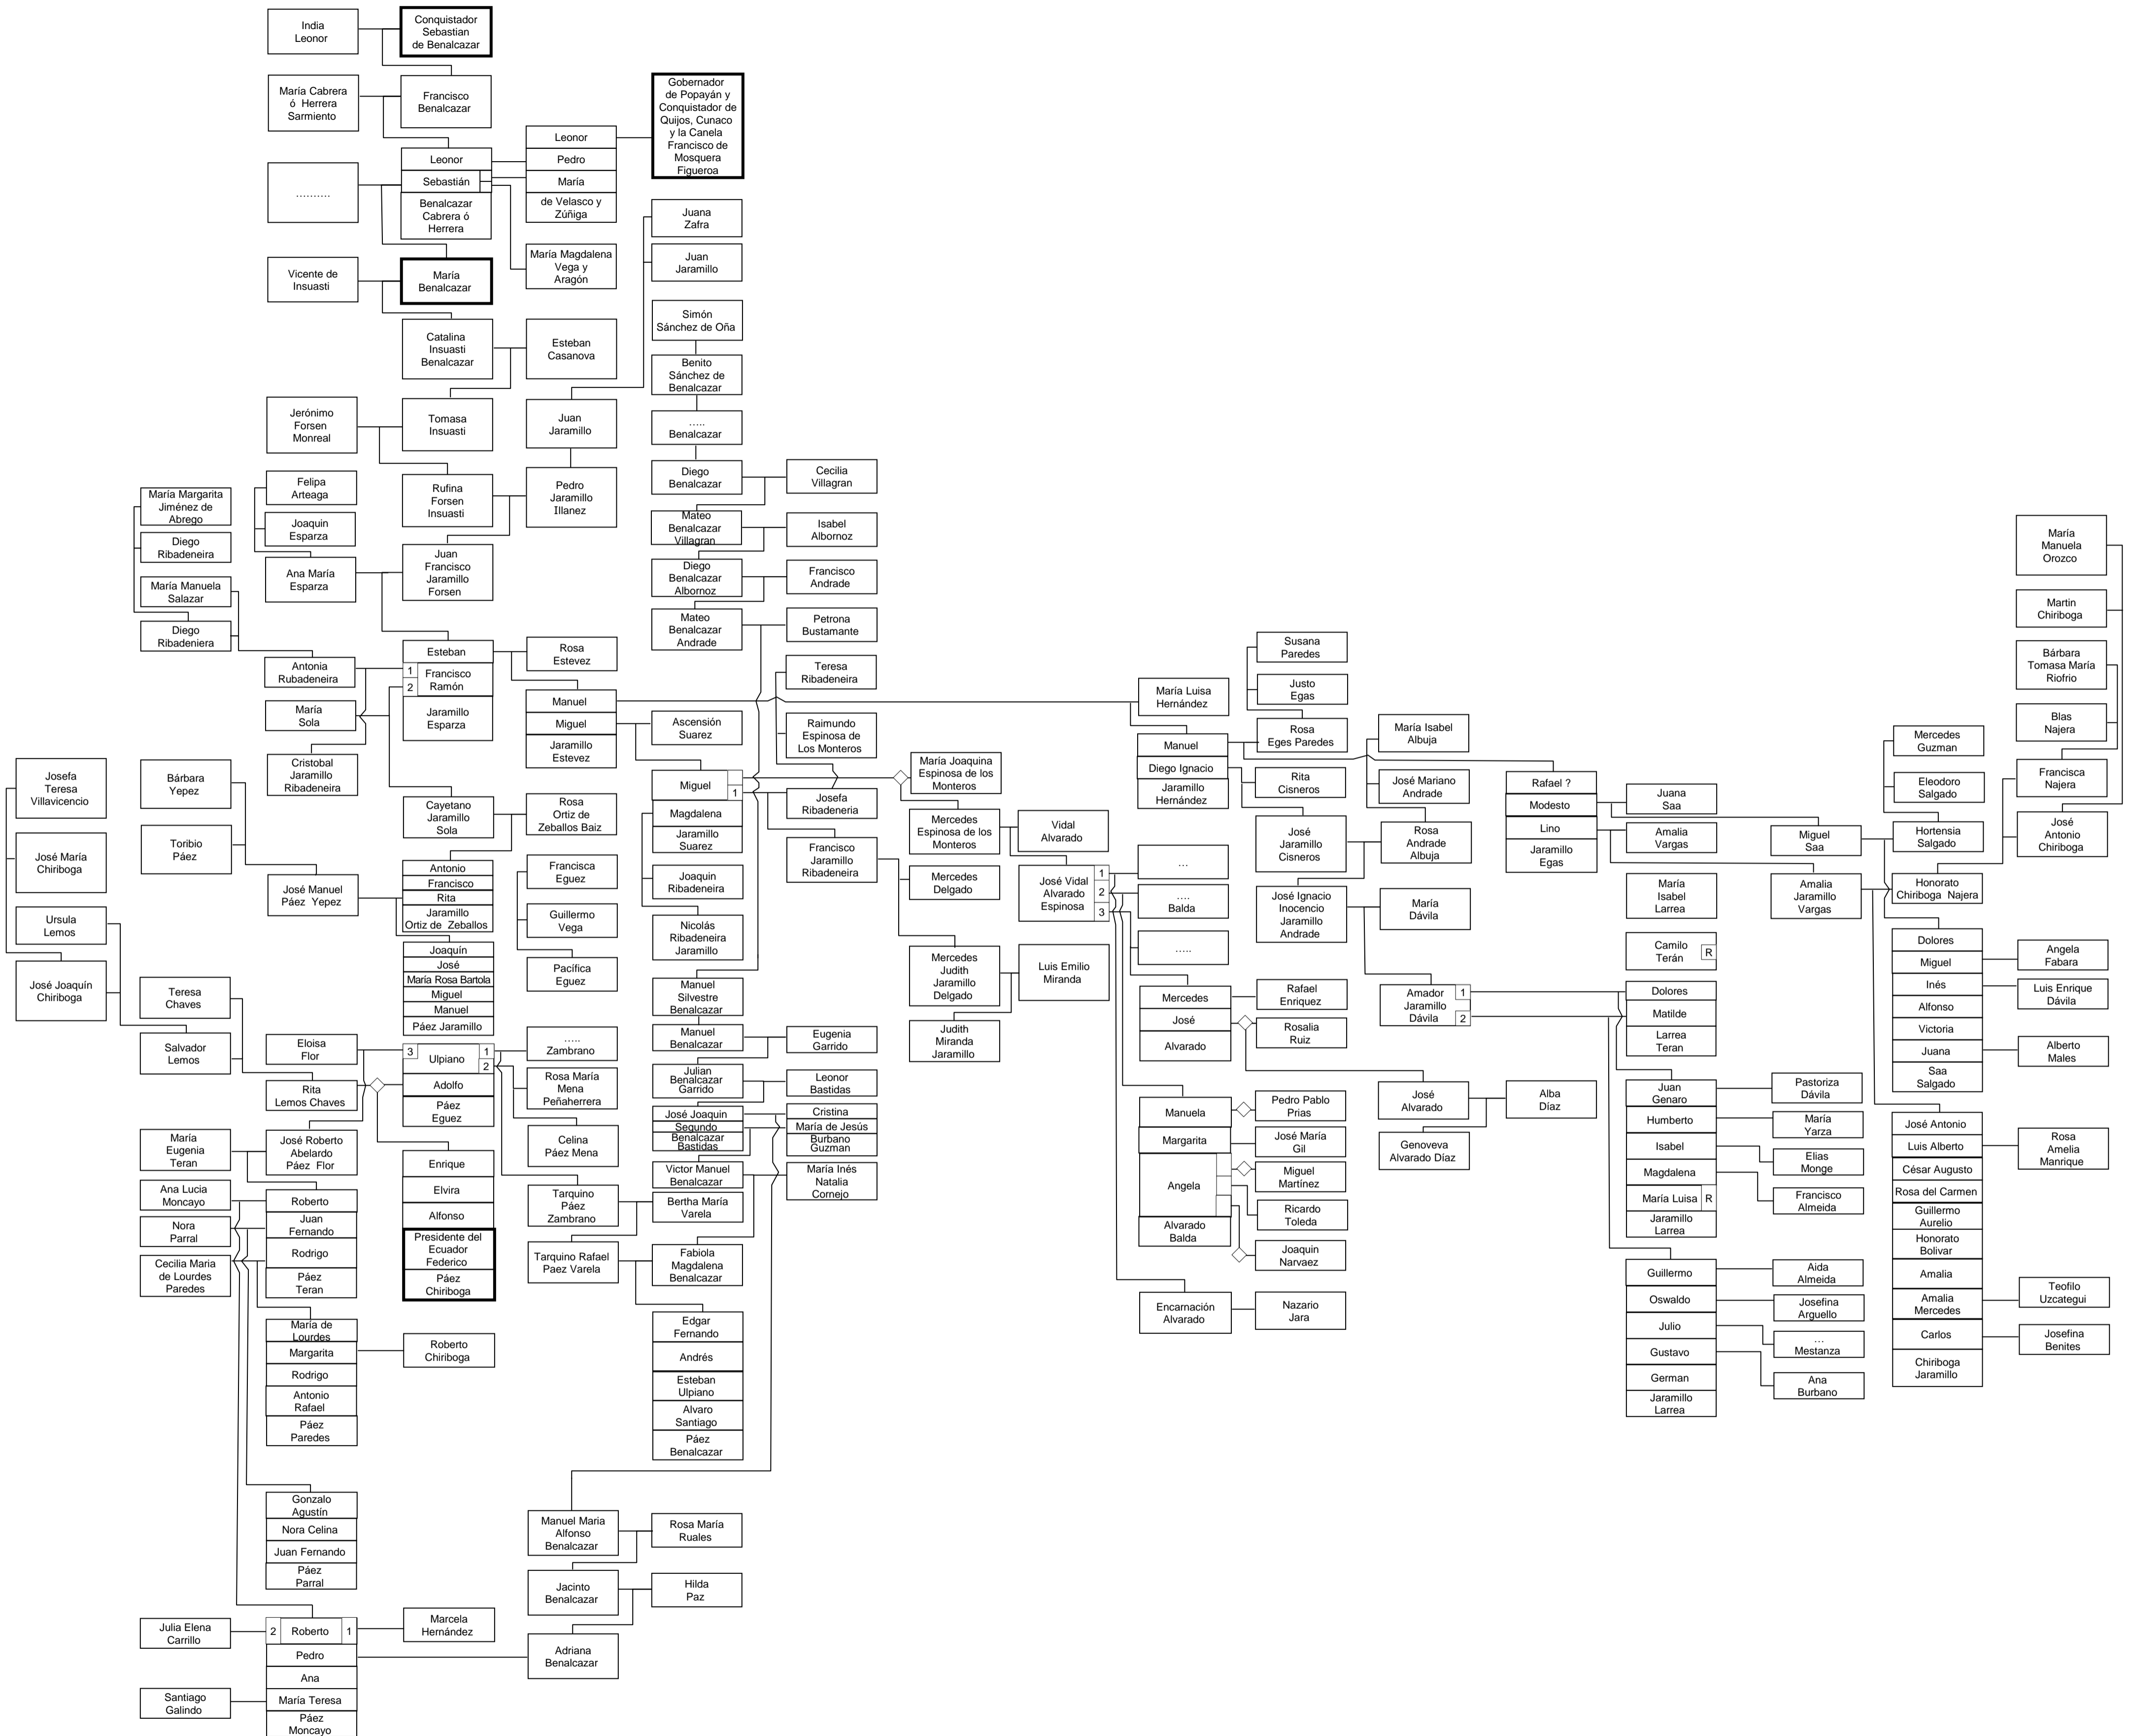 India
Leonor
Conquistador
Sebastian
de Benalcazar
María Cabrera
ó Herrera
Sarmiento
Francisco
Benalcazar
Gobernador
de Popayán y
Conquistador de
Quijos, Cunaco
y la Canela
Francisco de
Mosquera
Figueroa
..........
Leonor
Sebastián
Benalcazar
Cabrera ó
Herrera
Leonor
Pedro
María
de Velasco y
Zúñiga
Vicente de
Insuasti
María
Benalcazar
María Magdalena
Vega y
Aragón
Juana
Zafra
Juan
Jaramillo
Catalina
Insuasti
Benalcazar
Esteban
Casanova
Simón
Sánchez de Oña
Benito
Sánchez de
Benalcazar
Jerónimo
Forsen
Monreal
Tomasa
Insuasti
Juan
Jaramillo
.....
Benalcazar
Diego
Benalcazar
Cecilia
Villagran
María Margarita
Jiménez de
Abrego
Diego
Ribadeneira
María Manuela
Salazar
Diego
Ribadeniera
Felipa
Arteaga
Joaquin
Esparza
Ana María
Esparza
Rufina
Forsen
Insuasti
Pedro
Jaramillo
Illanez
Juan
Francisco
Jaramillo
Forsen
Mateo
Benalcazar
Villagran
Isabel
Albornoz
Diego
Benalcazar
Albornoz
Francisco
Andrade
Mateo
Benalcazar
Andrade
Petrona
Bustamante
Antonia
Rubadeneira
María
Sola
Cristobal
Jaramillo
Ribadeneira
Esteban
1
2
Francisco
Ramón
Jaramillo
Esparza
Rosa
Estevez
Manuel
Miguel
Jaramillo
Estevez
Ascensión
Suarez
Teresa
Ribadeneira
Raimundo
Espinosa de
Los Monteros
Josefa
Ribadeneria
Miguel
1
Magdalena
Jaramillo
Suarez
Joaquin
Ribadeneira
Nicolás
Ribadeneira
Jaramillo
Francisco
Jaramillo
Ribadeneira
María Joaquina
Espinosa de los
Monteros
Mercedes
Espinosa de los
Monteros
Vidal
Alvarado
Mercedes
Delgado
José Vidal
Alvarado
Espinosa
1
2
3
Mercedes
Judith
Jaramillo
Delgado
Luis Emilio
Miranda
Judith
Miranda
Jaramillo
Josefa
Teresa
Villavicencio
José María
Chiriboga
Ursula
Lemos
José Joaquín
Chiriboga
Bárbara
Yepez
Toribio
Páez
José Manuel
Páez Yepez
Teresa
Chaves
Salvador
Lemos
Cayetano
Jaramillo
Sola
Rosa
Ortiz de
Zeballos Baiz
Antonio
Francisco
Rita
Jaramillo
Ortiz de Zeballos
Francisca
Eguez
Guillermo
Vega
Pacífica
Eguez
Joaquín
José
María Rosa Bartola
Miguel
Manuel
Páez Jaramillo
Eloisa
Flor
Rita
Lemos Chaves
3
Ulpiano
1
2
Adolfo
Páez
Eguez
.....
Zambrano
Rosa María
Mena
Peñaherrera
Celina
Páez Mena
Tarquino
Páez
Zambrano
Bertha María
Varela
Tarquino Rafael
Paez Varela
Manuel
Silvestre
Benalcazar
Manuel
Benalcazar
Eugenia
Garrido
Julian
Benalcazar
Garrido
Leonor
Bastidas
José Joaquin
Segundo
Benalcazar
Bastidas
Cristina
María de Jesús
Burbano
Guzman
Victor Manuel
Benalcazar
María Inés
Natalia
Cornejo
Fabiola
Magdalena
Benalcazar
Edgar
Fernando
Andrés
Esteban
Ulpiano
Alvaro
Santiago
Páez
Benalcazar
María
Eugenia
Teran
José Roberto
Abelardo
Páez Flor
Enrique
Elvira
Alfonso
Presidente del
Ecuador
Federico
Páez
Chiriboga
Ana Lucia
Moncayo
Nora
Parral
Cecilia Maria
de Lourdes
Paredes
Roberto
Juan
Fernando
Rodrigo
Páez
Teran
María de
Lourdes
Margarita
Rodrigo
Antonio
Rafael
Páez
Paredes
Roberto
Chiriboga
Gonzalo
Agustín
Nora Celina
Juan Fernando
Páez
Parral
Manuel Maria
Alfonso
Benalcazar
Rosa María
Ruales
Jacinto
Benalcazar
Hilda
Paz
Adriana
Benalcazar
Julia Elena
Carrillo
2
Roberto
1
Marcela
Hernández
Pedro
Ana
María Teresa
Páez
Moncayo
Santiago
Galindo
María Luisa
Hernández
Manuel
Diego Ignacio
Jaramillo
Hernández
Susana
Paredes
Justo
Egas
Rosa
Eges Paredes
Rita
Cisneros
María Isabel
Albuja
José Mariano
Andrade
José
Jaramillo
Cisneros
Rosa
Andrade
Albuja
José Ignacio
Inocencio
Jaramillo
Andrade
María
Dávila
...
....
Balda
.....
Mercedes
José
Alvarado
Rafael
Enriquez
Rosalia
Ruiz
José
Alvarado
Alba
Díaz
Genoveva
Alvarado Díaz
Manuela
Margarita
Angela
Alvarado
Balda
Pedro Pablo
Prias
José María
Gil
Miguel
Martínez
Ricardo
Toleda
Joaquin
Narvaez
Encarnación
Alvarado
Nazario
Jara
Amador
Jaramillo
Dávila
1
2
Rafael ?
Modesto
Lino
Jaramillo
Egas
Juana
Saa
Amalia
Vargas
María
Isabel
Larrea
Camilo
Terán
R
Dolores
Matilde
Larrea
Teran
Miguel
Saa
Amalia
Jaramillo
Vargas
Juan
Genaro
Humberto
Isabel
Magdalena
María Luisa
R
Jaramillo
Larrea
Pastoriza
Dávila
María
Yarza
Elias
Monge
Francisco
Almeida
Guillermo
Oswaldo
Julio
Gustavo
German
Jaramillo
Larrea
Aida
Almeida
Josefina
Arguello
...
Mestanza
Ana
Burbano
María
Manuela
Orozco
Martin
Chiriboga
Bárbara
Tomasa María
Riofrio
Blas
Najera
Francisca
Najera
José
Antonio
Chiriboga
Mercedes
Guzman
Eleodoro
Salgado
Hortensia
Salgado
Honorato
Chiriboga Najera
Dolores
Miguel
Inés
Alfonso
Victoria
Juana
Saa
Salgado
Angela
Fabara
Luis Enrique
Dávila
Alberto
Males
José Antonio
Luis Alberto
César Augusto
Rosa del Carmen
Guillermo
Aurelio
Honorato
Bolivar
Amalia
Amalia
Mercedes
Carlos
Chiriboga
Jaramillo
Rosa
Amelia
Manrique
Teofilo
Uzcategui
Josefina
Benites